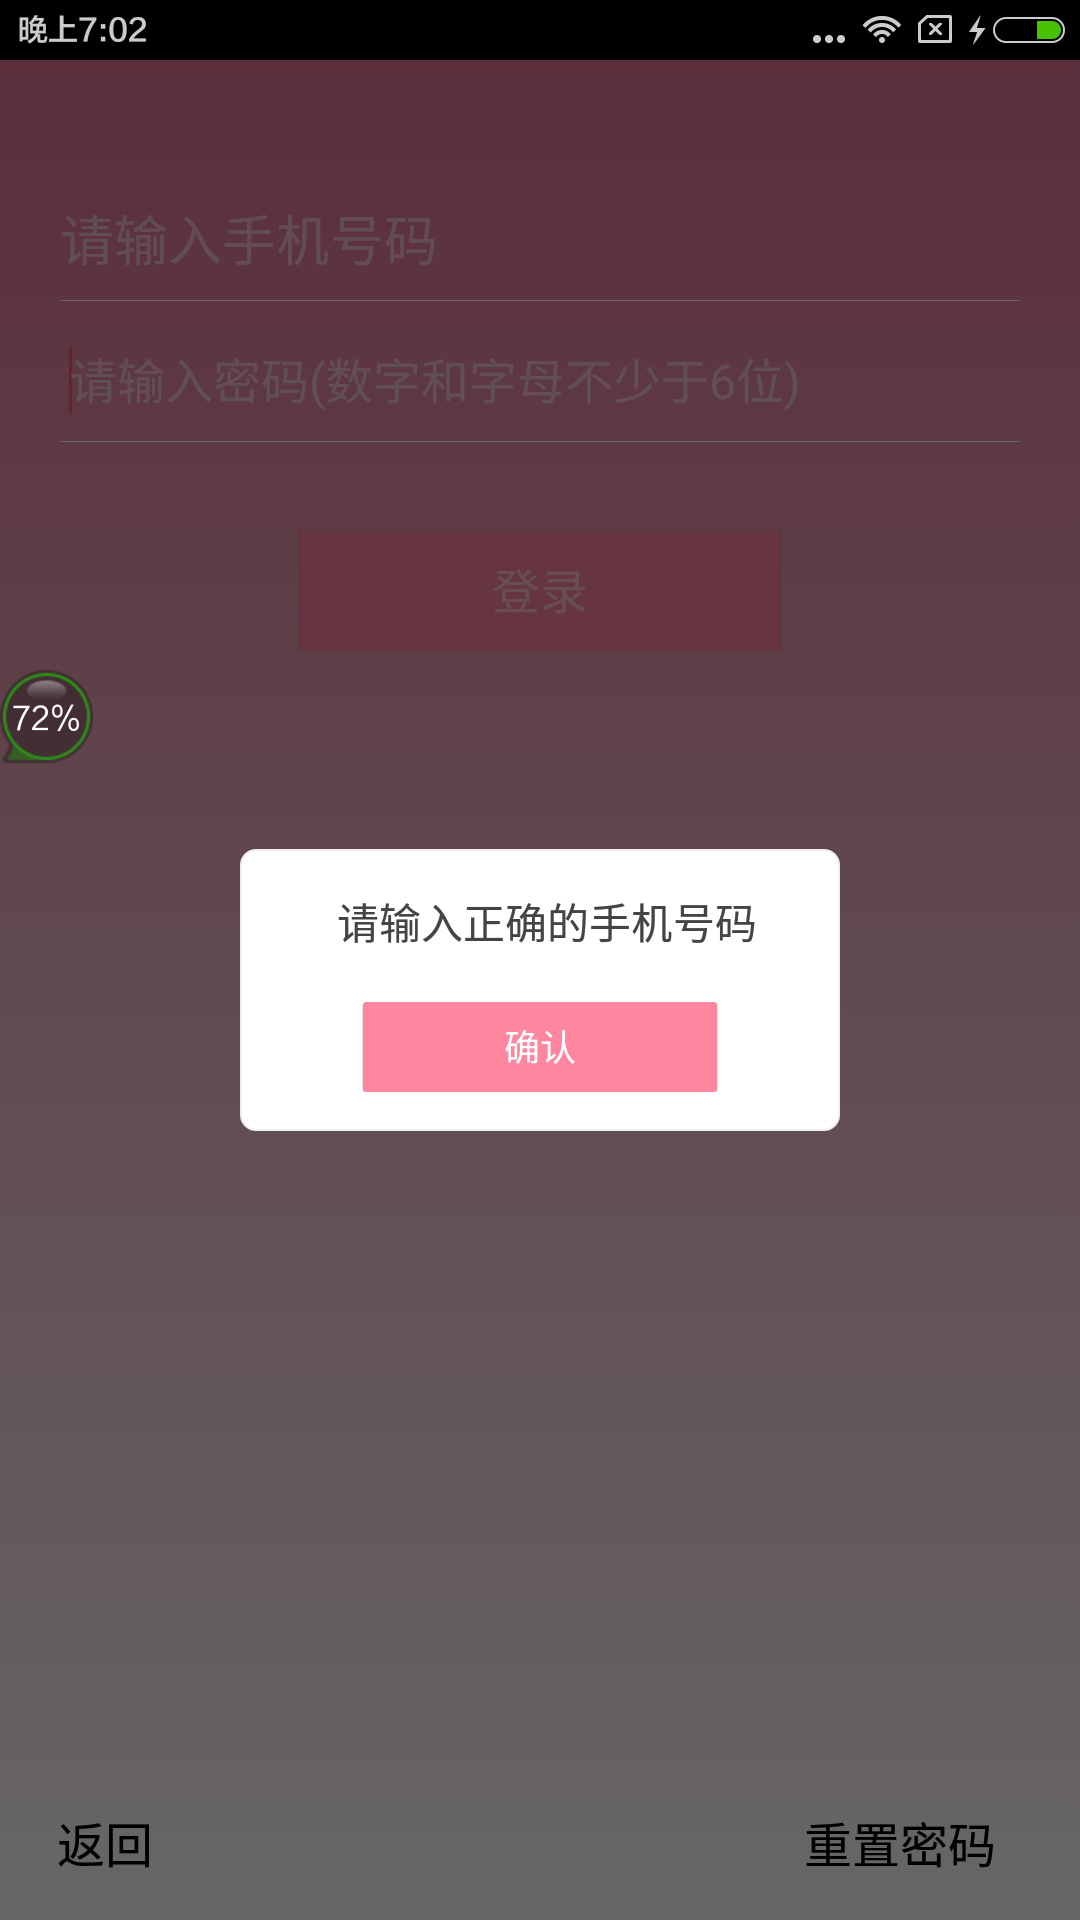 晚上7:02
请输入手机号码
请输入密码(数字和字母不少于6位)
登录
72%
请输入正确的手机号码
确认
返回
重置密码